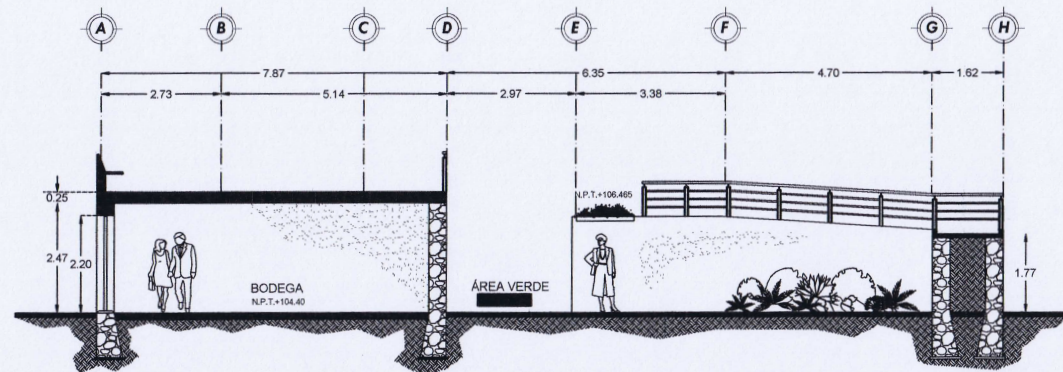 A B C D E F G H
7.87 6.35 4.70 1.62
2.73 5.14 2.97 3.38
0.25
N.P.T.+106.465
2.47 2.20
1.77
BODEGA
N.P.T.+104.40
ÁREA VERDE